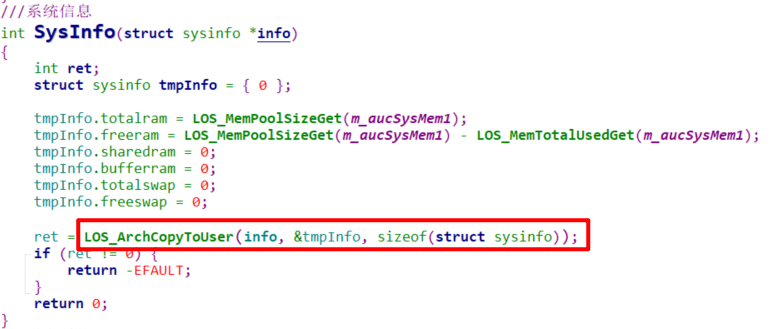 }
///系统信息
int SysInfo(struct sysinfo *info)
{
int ret;
struct sysinfo tmpInfo = { 0 };
tmpInfo.totalram = LOS_MemPoolSizeGet(m_aucSysMem1);
tmpInfo.freeram = LOS_MemPoolSizeGet(m_aucSysMem1) - LOS_MemTotalUsedGet(m_aucSysMem1);
tmpInfo.sharedram = 0;
tmpInfo.bufferram = 0;
tmpInfo.totalswap = 0;
tmpInfo.freeswap = 0;
ret = LOS_ArchCopyToUser(info, &tmpInfo, sizeof(struct sysinfo));
if (ret != 0) {
return -EFAULT;
}
return 0;
}